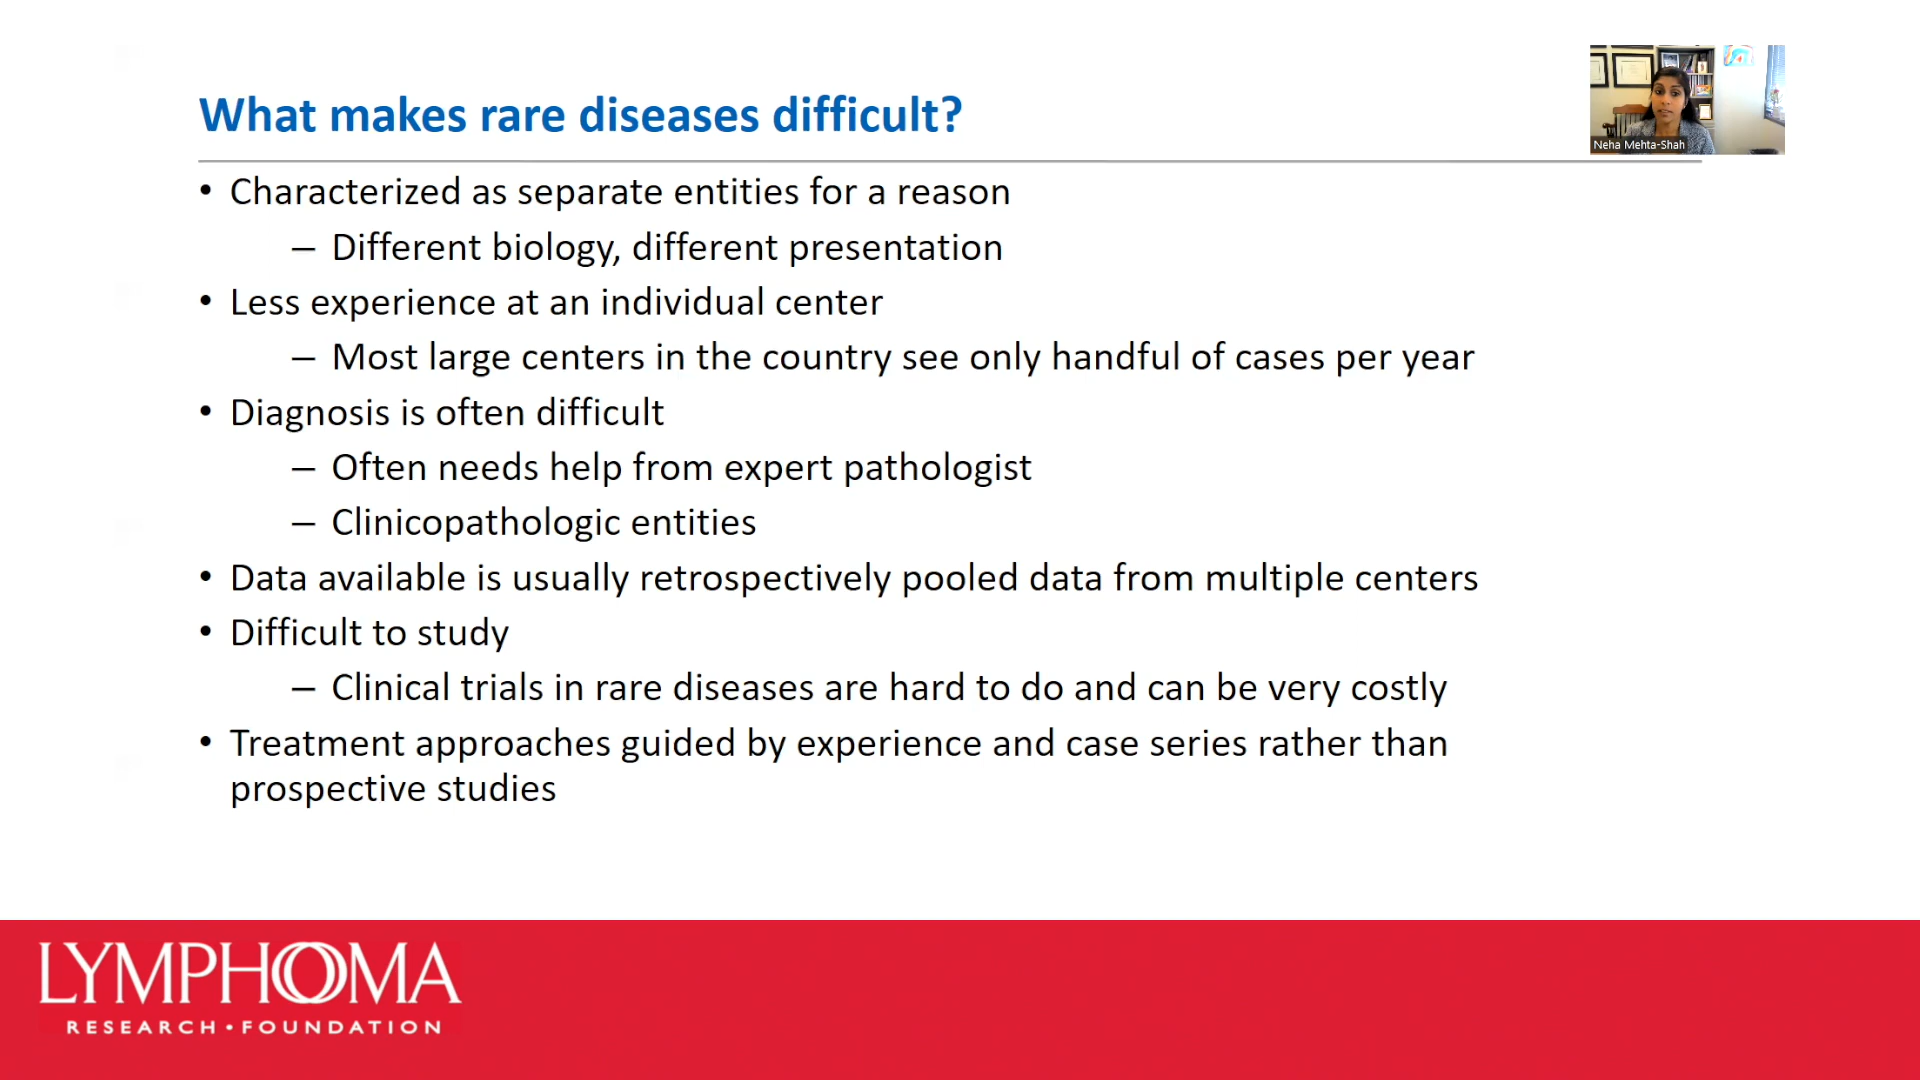 What makes rare diseases difficult?
Neha Mehta-Shah
• Characterized as separate entities for a reason
– Different biology, different presentation
• Less experience at an individual center
– Most large centers in the country see only handful of cases per year
• Diagnosis is often difficult
– Often needs help from expert pathologist
– Clinicopathologic entities
• Data available is usually retrospectively pooled data from multiple centers
• Difficult to study
– Clinical trials in rare diseases are hard to do and can be very costly
• Treatment approaches guided by experience and case series rather than
prospective studies
LYMPHOMA
RESEARCH • FOUNDATION